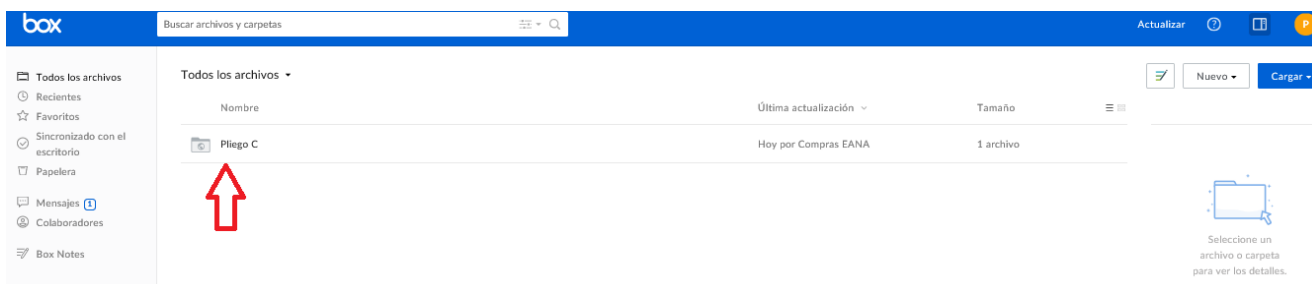 box
Buscar archivos y carpetas
Actualizar
P
Todos los archivos
Recientes
Favoritos
Sincronizado con el
escritorio
Papelera
Mensajes 1
Colaboradores
Box Notes
Todos los archivos
Nuevo
Cargar
Nombre
Última actualización
Tamaño
Pliego C
Hoy por Compras EANA
1 archivo
Seleccione un
archivo o carpeta
para ver los detalles.